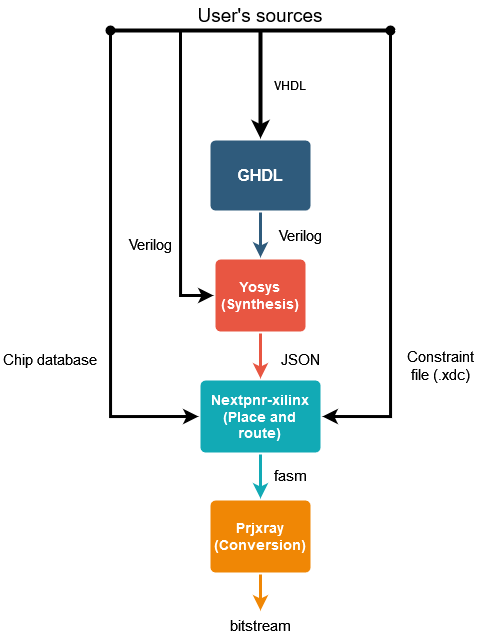 User's sources
VHDL
GHDL
Verilog
Verilog
Yosys
(Synthesis)
Chip database
JSON
Constraint
file (.xdc)
Nextpnr-xilinx
(Place and
route)
fasm
Prjxray
(Conversion)
bitstream